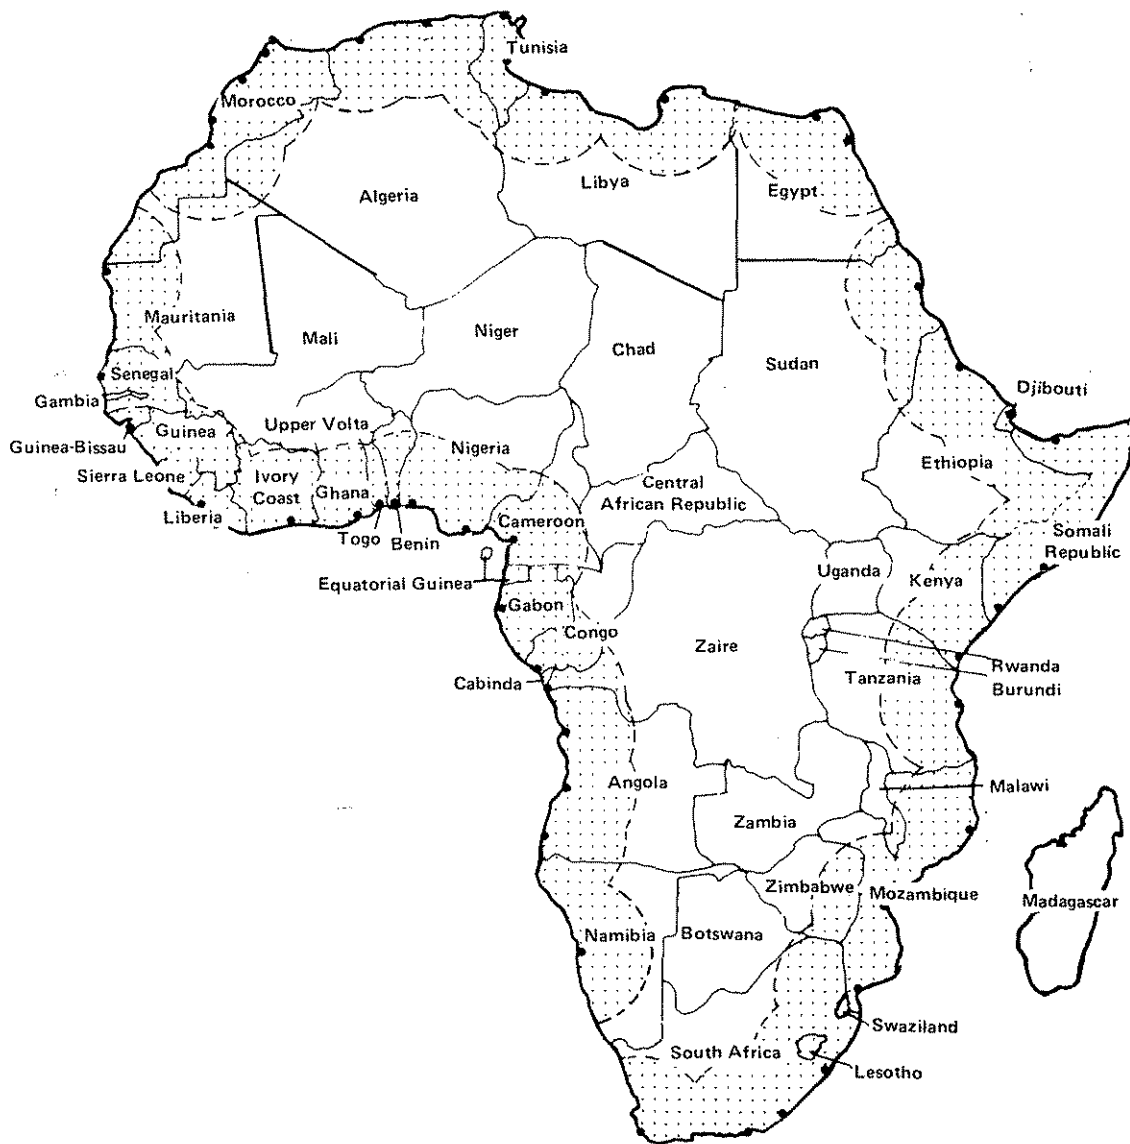 Tunisia
Morocco
Algeria
Libya
Egypt
Mauritania
Mali
Niger
Chad
Sudan
Senegal
Gambia
Djibouti
Upper Volta
Guinea
Guinea-Bissau
Nigeria
Ethiopia
Sierra Leone
Ivory
Coast
Ghana
Central
African Republic
Liberia
Togo
Benin
Cameroon
Somali
Republic
Equatorial Guinea
Uganda
Kenya
Gabon
Congo
Zaire
Rwanda
Cabinda
Tanzania
Burundi
Angola
Malawi
Zambia
Zimbabwe
Mozambique
Madagascar
Namibia
Botswana
Swaziland
South Africa
Lesotho